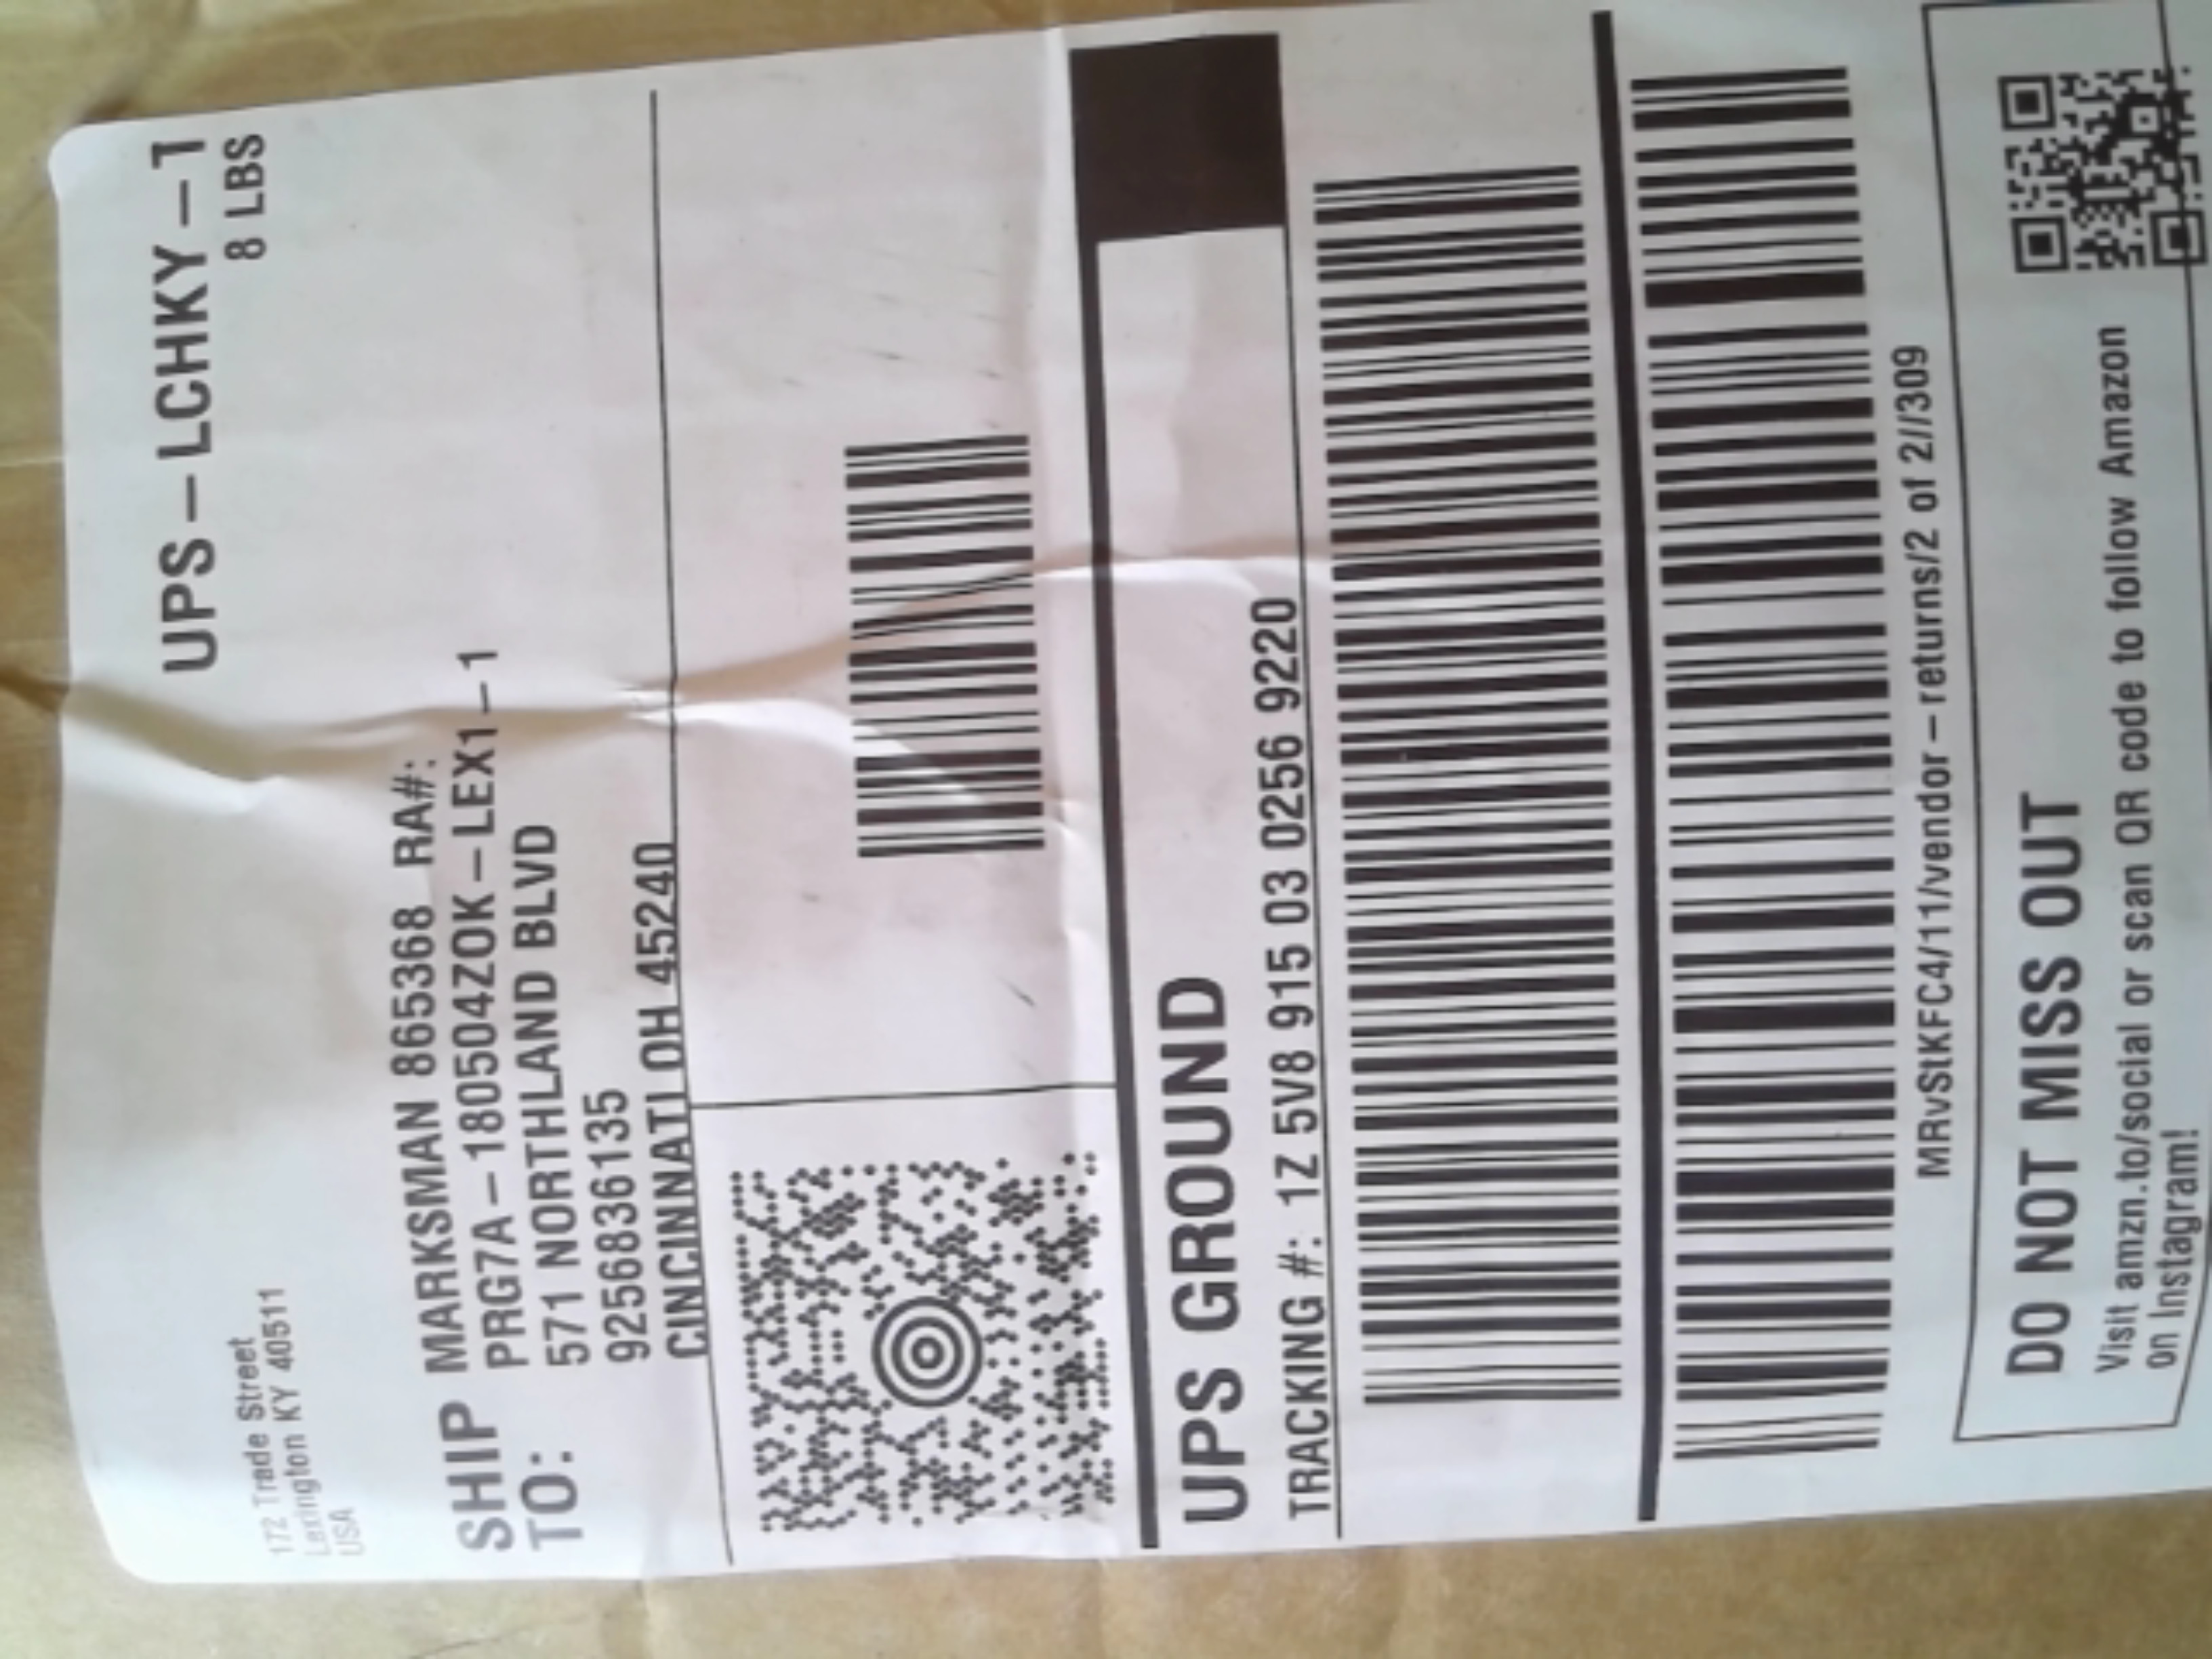 UPS-LCHKY-1
8 LBS
172 Trade Street
Lexington KY 40511
USA
SHIP TO:
MARKSMAN 865368 RA#:
PRG7A-180504ZOK-LEX1-1
571 NORTHLAND BLVD
9256836135
CINCINNATI OH 45240
UPS GROUND
TRACKING #: 1Z 5V8 915 03 0256 9220
MRvStKFC4/11/vendor-returns/2 of 2//309
DO NOT MISS OUT
Visit amzn.to/social or scan QR code to follow Amazon
on Instagram!